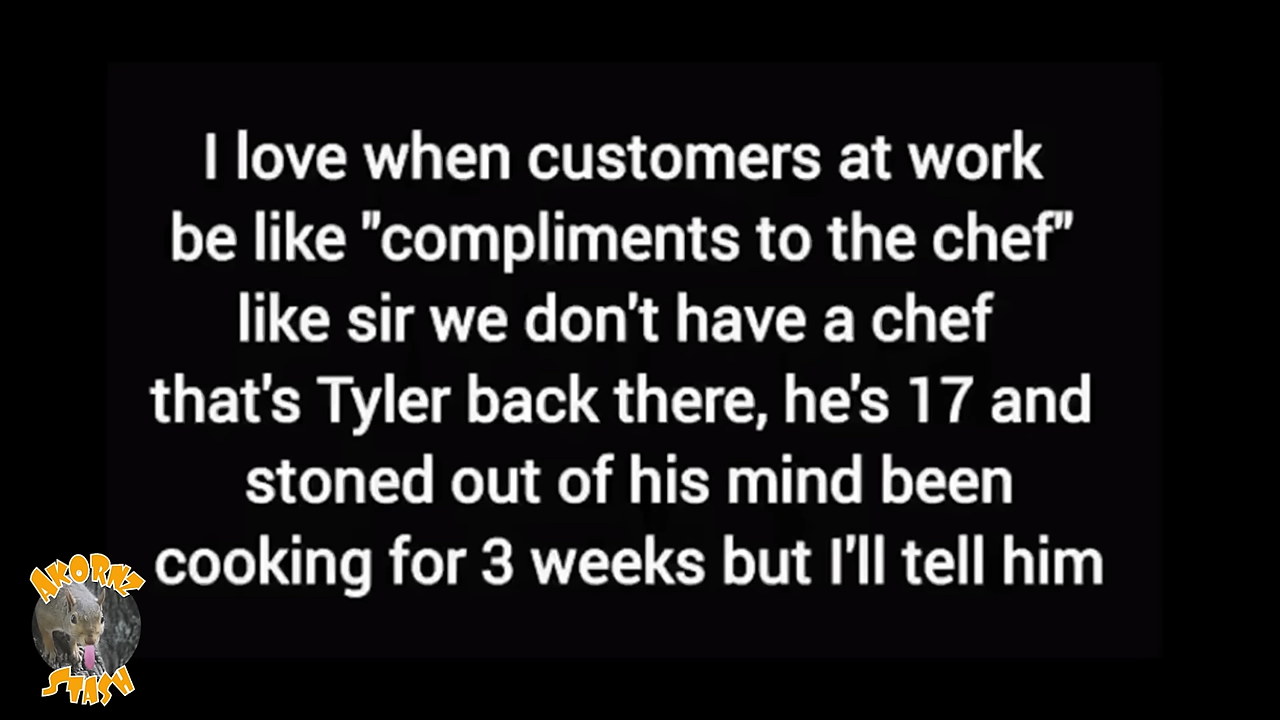 I love when customers at work
be like "compliments to the chef"
like sir we don't have a chef
that's Tyler back there, he's 17 and
stoned out of his mind been
cooking for 3 weeks but I'll tell him
AKORNZ
STASH